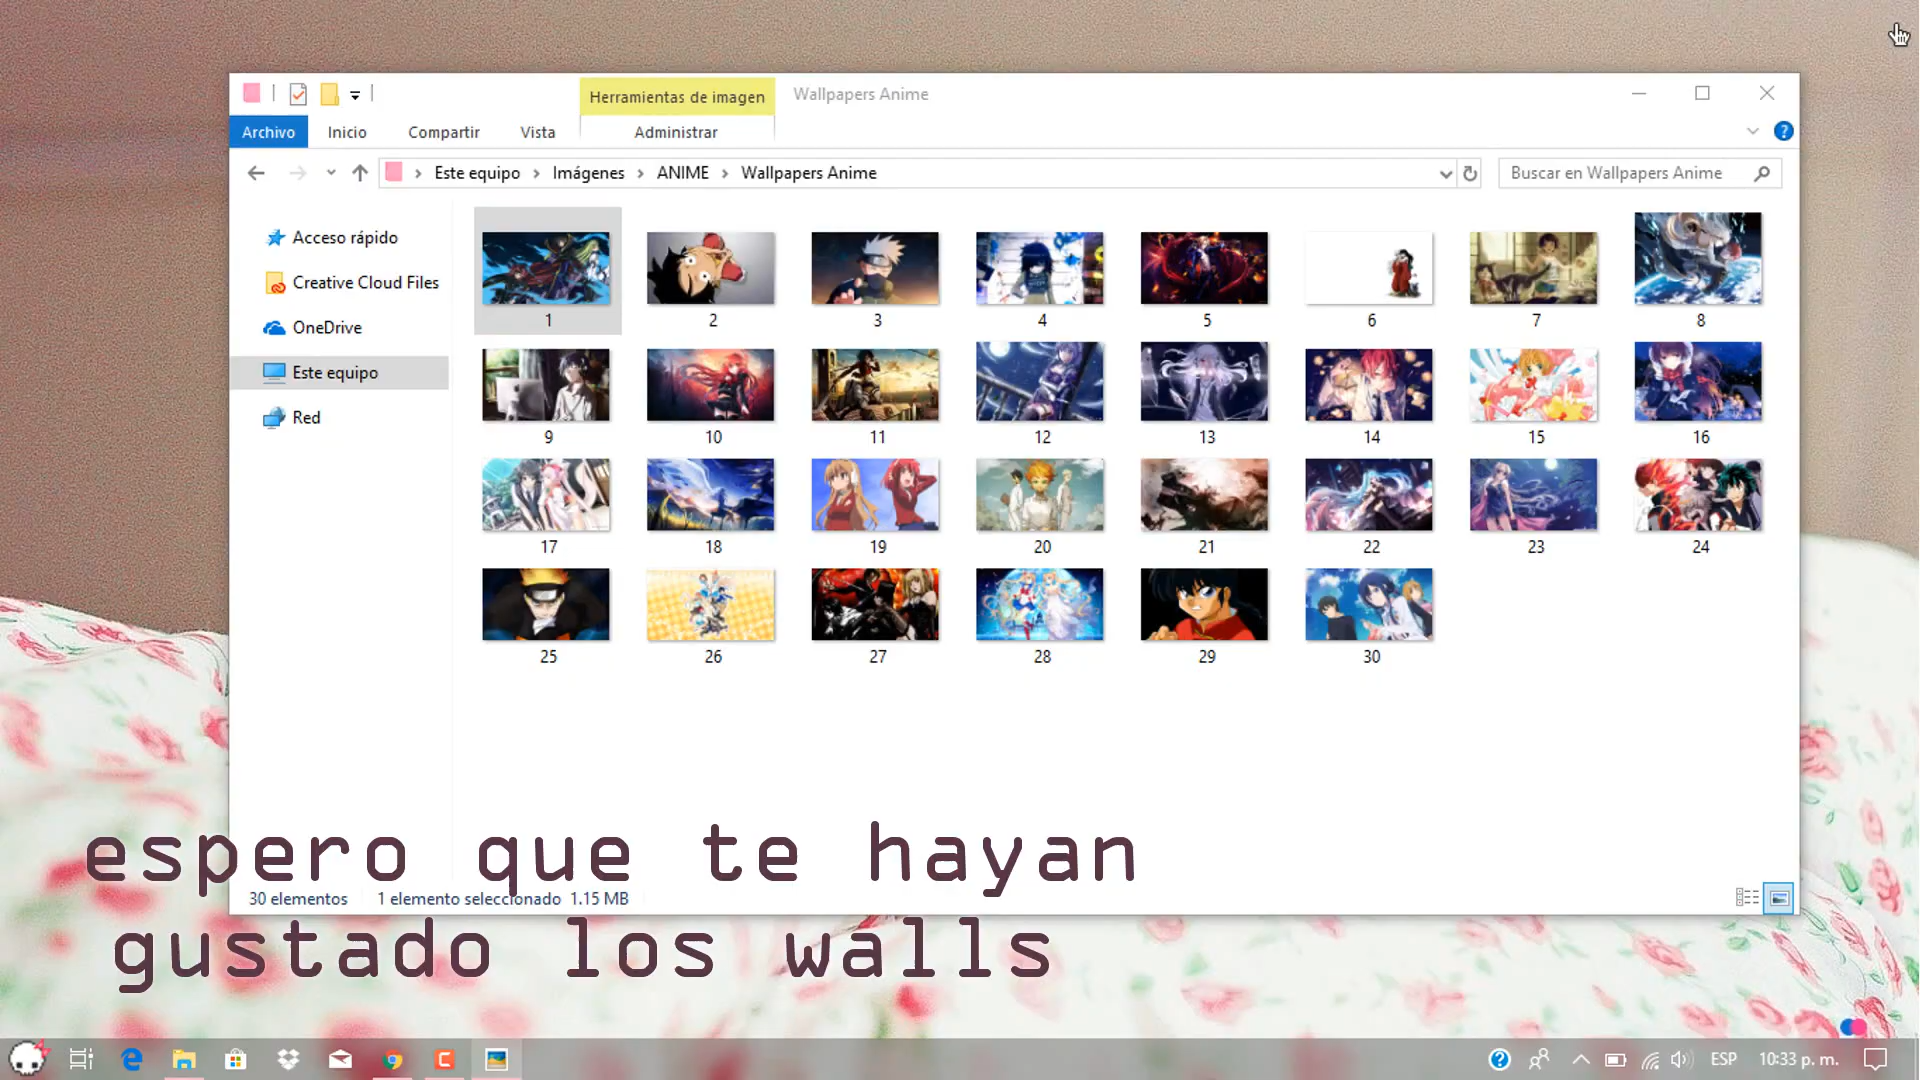 Herramientas de imagen
Wallpapers Anime
Archivo
Inicio
Compartir
Vista
Administrar
Este equipo > Imágenes > ANIME > Wallpapers Anime
Buscar en Wallpapers Anime
Acceso rápido
Creative Cloud Files
OneDrive
Este equipo
Red
1 2 3 4 5 6 7 8
9 10 11 12 13 14 15 16
17 18 19 20 21 22 23 24
25 26 27 28 29 30
espero que te hayan
30 elementos 1 elemento seleccionado 1.15 MB
gustado los walls
ESP 10:33 p. m.